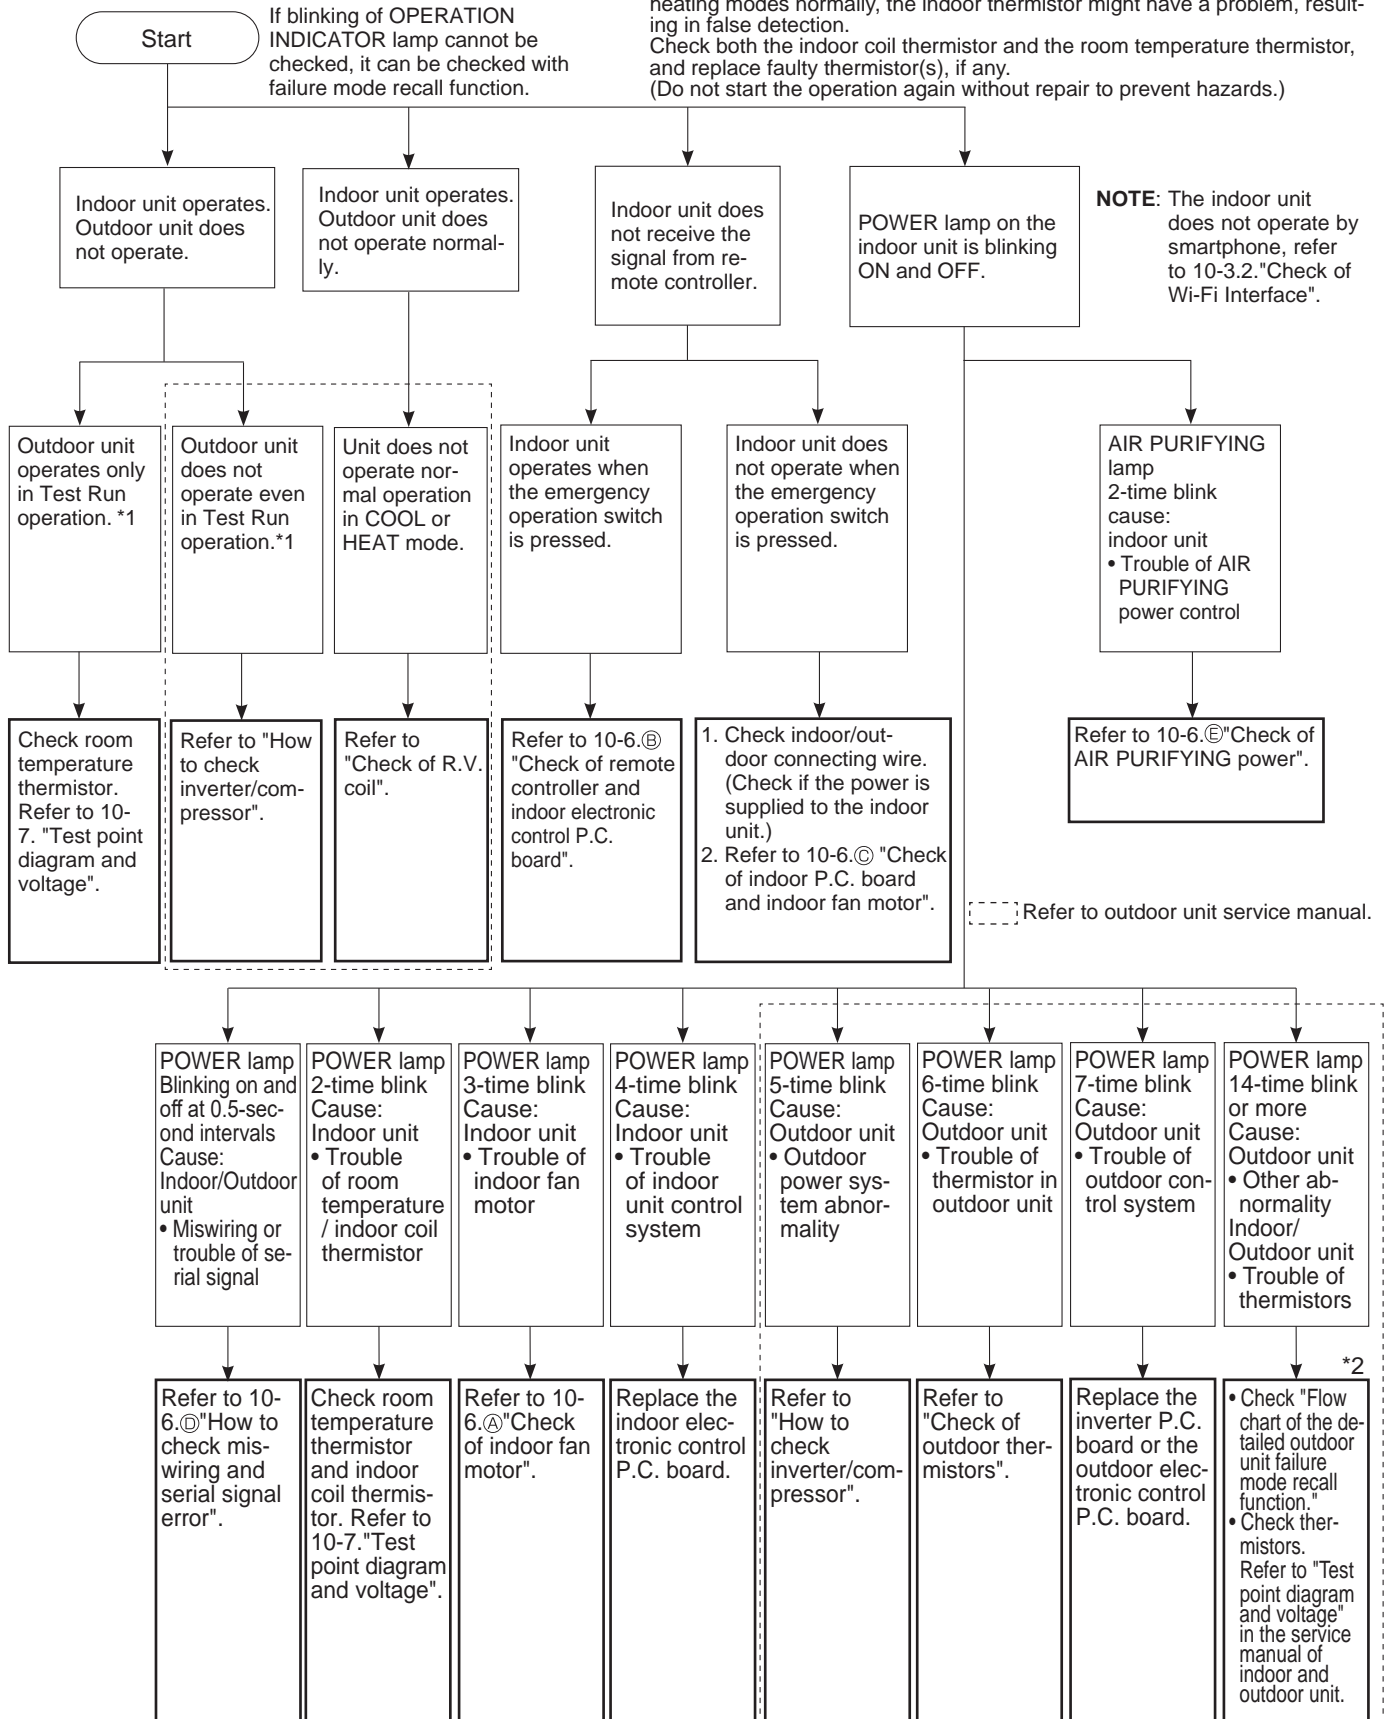 Start
If blinking of OPERATION
INDICATOR lamp cannot be
checked, it can be checked with
failure mode recall function.
heating modes normally, the indoor thermistor might have a problem, result-
ing in false detection.
Check both the indoor coil thermistor and the room temperature thermistor,
and replace faulty thermistor(s), if any.
(Do not start the operation again without repair to prevent hazards.)
Indoor unit operates.
Outdoor unit does
not operate.
Indoor unit operates.
Outdoor unit does
not operate normal-
ly.
Indoor unit does
not receive the
signal from re-
mote controller.
POWER lamp on the
indoor unit is blinking
ON and OFF.
NOTE: The indoor unit
does not operate by
smartphone, refer
to 10-3.2."Check of
Wi-Fi Interface".
Outdoor unit
operates only
in Test Run
operation. *1
Outdoor unit
does not
operate even
in Test Run
operation.*1
Unit does not
operate nor-
mal operation
in COOL or
HEAT mode.
Indoor unit
operates when
the emergency
operation switch
is pressed.
Indoor unit does
not operate when
the emergency
operation switch
is pressed.
AIR PURIFYING
lamp
2-time blink
cause:
indoor unit
• Trouble of AIR
PURIFYING
power control
Check room
temperature
thermistor.
Refer to 10-
7. "Test point
diagram and
voltage".
Refer to "How
to check
inverter/com-
pressor".
Refer to
"Check of R.V.
coil".
Refer to 10-6.Ⓑ
"Check of remote
controller and
indoor electronic
control P.C.
board".
1. Check indoor/out-
door connecting wire.
(Check if the power is
supplied to the indoor
unit.)
2. Refer to 10-6.Ⓒ "Check
of indoor P.C. board
and indoor fan motor".
Refer to 10-6.Ⓔ"Check of
AIR PURIFYING power".
Refer to outdoor unit service manual.
POWER lamp
Blinking on and
off at 0.5-sec-
ond intervals
Cause:
Indoor/Outdoor
unit
• Miswiring or
trouble of se-
rial signal
POWER lamp
2-time blink
Cause:
Indoor unit
• Trouble
of room
temperature
/ indoor coil
thermistor
POWER lamp
3-time blink
Cause:
Indoor unit
• Trouble of
indoor fan
motor
POWER lamp
4-time blink
Cause:
Indoor unit
• Trouble
of indoor
unit control
system
POWER lamp
5-time blink
Cause:
Outdoor unit
• Outdoor
power sys-
tem abnor-
mality
POWER lamp
6-time blink
Cause:
Outdoor unit
• Trouble of
thermistor in
outdoor unit
POWER lamp
7-time blink
Cause:
Outdoor unit
• Trouble of
outdoor con-
trol system
POWER lamp
14-time blink
or more
Cause:
Outdoor unit
• Other ab-
normality
Indoor/
Outdoor unit
• Trouble of
thermistors
*2
Refer to 10-
6.Ⓓ"How to
check mis-
wiring and
serial signal
error".
Check room
temperature
thermistor
and indoor
coil thermis-
tor. Refer to
10-7."Test
point diagram
and voltage".
Refer to 10-
6.Ⓐ"Check
of indoor fan
motor".
Replace the
indoor elec-
tronic control
P.C. board.
Refer to
"How to
check
inverter/com-
pressor".
Refer to
"Check of
outdoor ther-
mistors".
Replace the
inverter P.C.
board or the
outdoor elec-
tronic control
P.C. board.
• Check "Flow
chart of the de-
tailed outdoor
unit failure
mode recall
function."
• Check ther-
mistors.
Refer to "Test
point diagram
and voltage"
in the service
manual of
indoor and
outdoor unit.